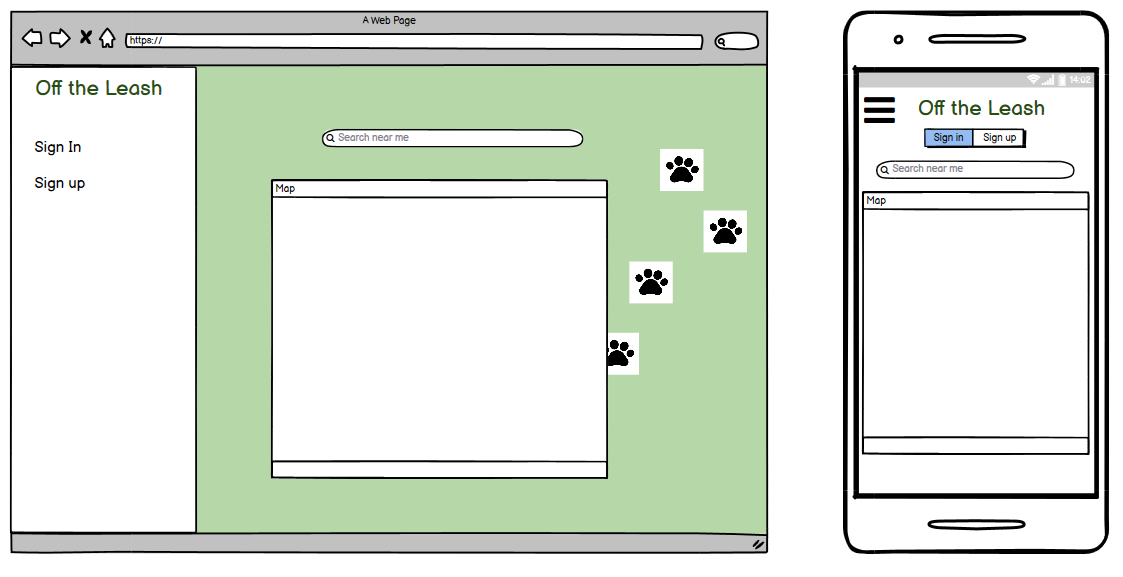 A Web Page
https://
Off the Leash
Sign In
Sign up
Search near me
Map
14:02
Off the Leash
Sign in Sign up
Search near me
Map